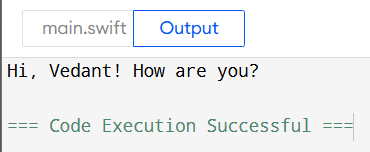 main.swift Output
Hi, Vedant! How are you?
=== Code Execution Successful ===